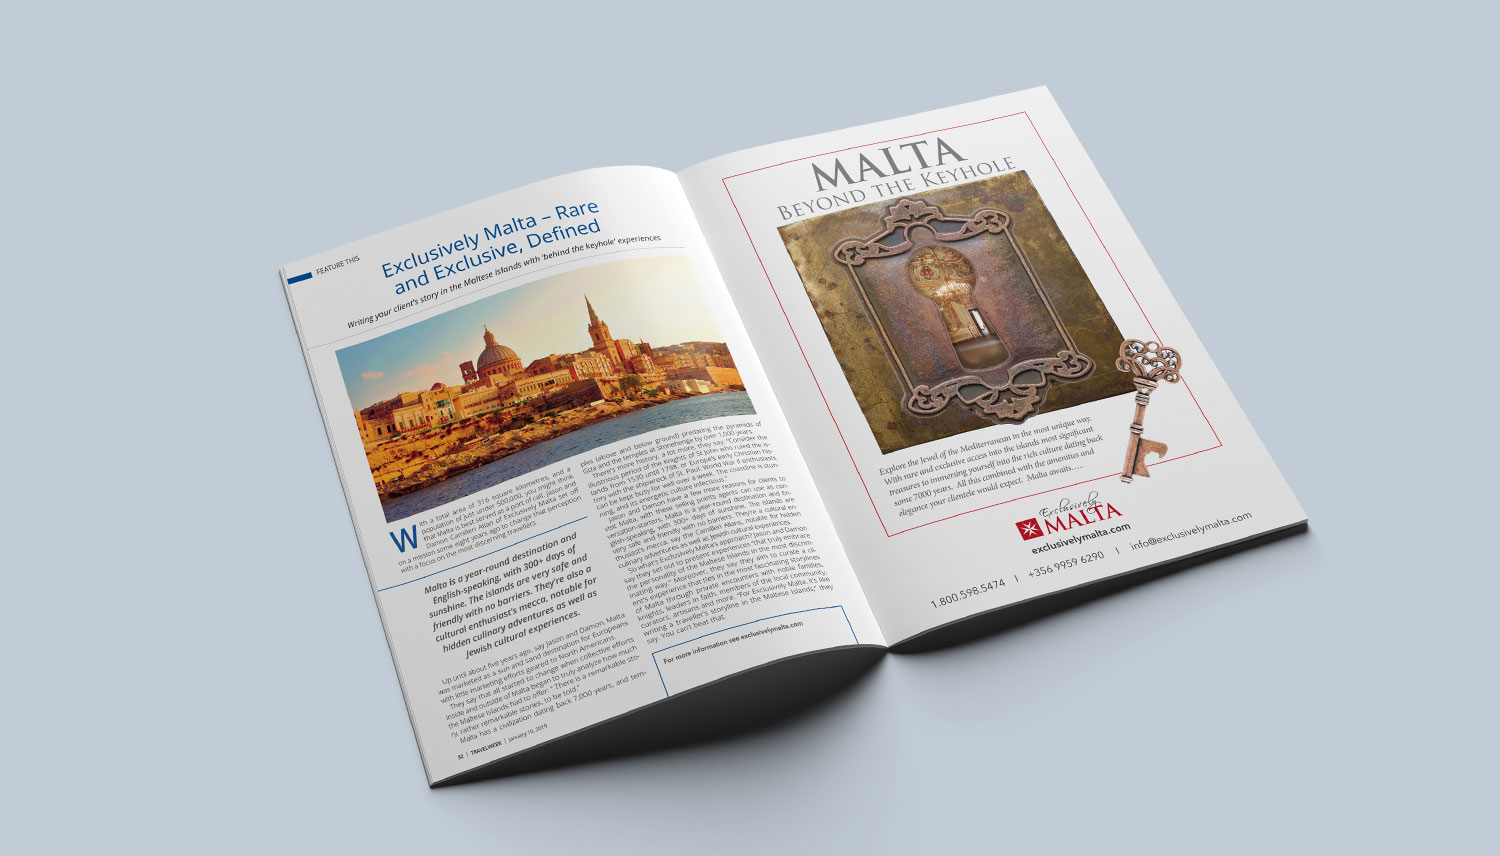 FEATURE THIS
Exclusively Malta – Rare
and Exclusive, Defined
Writing your client's story in the Maltese Islands with 'behind the keyhole' experiences
With a total area of 316 square kilometres, and a
population of just under 500,000, you might think
that Malta is best served as a port of call. Jason and
Damon Camilleri Allan of Exclusively Malta set off
on a mission some eight years ago to change that perception
with a focus on the most discerning travellers.
Malta is a year-round destination and
English-speaking, with 300+ days of
sunshine. The islands are very safe and
friendly with no barriers. They're also a
cultural enthusiast's mecca, notable for
hidden culinary adventures as well as
Jewish cultural experiences.
Up until about five years ago, say Jason and Damon, Malta
was marketed as a sun and sand destination for Europeans
with little marketing efforts geared to North Americans.
They say that all started to change when collective efforts
inside and outside of Malta began to truly analyze how much
the Maltese Islands had to offer. "There is a remarkable sto-
ry, rather remarkable stories, to be told."
Malta has a civilization dating back 7,000 years, and tem-
ples (above and below ground) predating the pyramids of
Giza and the temples at Stonehenge by over 1,000 years.
There's more history, a lot more, they say. "Consider the
illustrious period of the Knights of St John who ruled the is-
lands from 1530 until 1798, or Europe's early Christian his-
tory with the shipwreck of St. Paul. World War II enthusiasts
can be kept busy for well over a week. The coastline is stun-
ning, and its energetic culture infectious."
Jason and Damon have a few more reasons for clients to
visit Malta, with these selling points agents can use as con-
versation-starters. Malta is a year-round destination and En-
glish-speaking, with 300+ days of sunshine. The islands are
very safe and friendly with no barriers. They're a cultural en-
thusiast's mecca, say the Camilleri Allans, notable for hidden
culinary adventures as well as Jewish cultural experiences.
So what's Exclusively Malta's approach? Jason and Damon
say they set out to present experiences "that truly embrace
the personality of the Maltese Islands in the most discrim-
inating way." Moreover, they say they aim to curate a cli-
ent's experience that ties in the most fascinating storylines
of Malta through private encounters with noble families,
knights, leaders in faith, members of the local community,
curators, artisans and more. "For Exclusively Malta, it's like
writing a traveller's storyline in the Maltese Islands," they
say. You can't beat that.
For more information see exclusivelymalta.com
52 | TRAVELWEEK | January 10, 2019
MALTA
BEYOND THE KEYHOLE
Explore the Jewel of the Mediterranean in the most unique way.
With rare and exclusive access into the islands most significant
treasures to immersing yourself into the rich culture dating back
some 7000 years. All this combined with the amenities and
elegance your clientele would expect. Malta awaits.....
Exclusively
MALTA
exclusivelymalta.com
1.800.598.5474 | +356 9959 6290 | info@exclusivelymalta.com